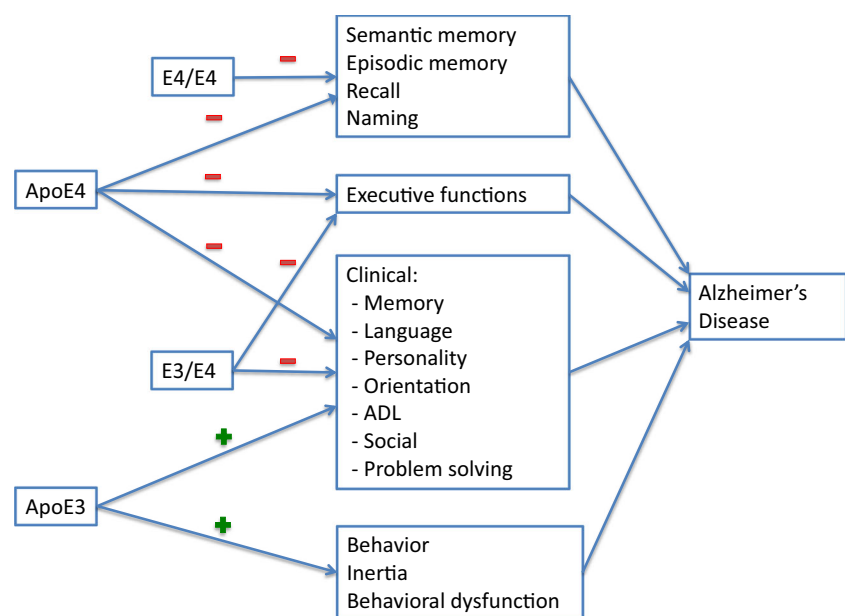 E4/E4
Semantic memory
Episodic memory
Recall
Naming
ApoE4
Executive functions
Clinical:
- Memory
- Language
- Personality
- Orientation
- ADL
- Social
- Problem solving
E3/E4
Alzheimer's
Disease
ApoE3
Behavior
Inertia
Behavioral dysfunction